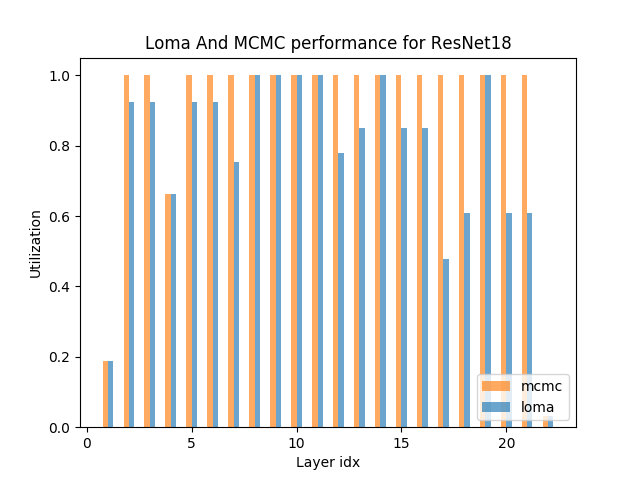 Loma And MCMC performance for ResNet18
1.0
0.8
0.6
0.4
0.2
0.0
Utilization
0 5 10 15 20
Layer idx
mcmc
loma